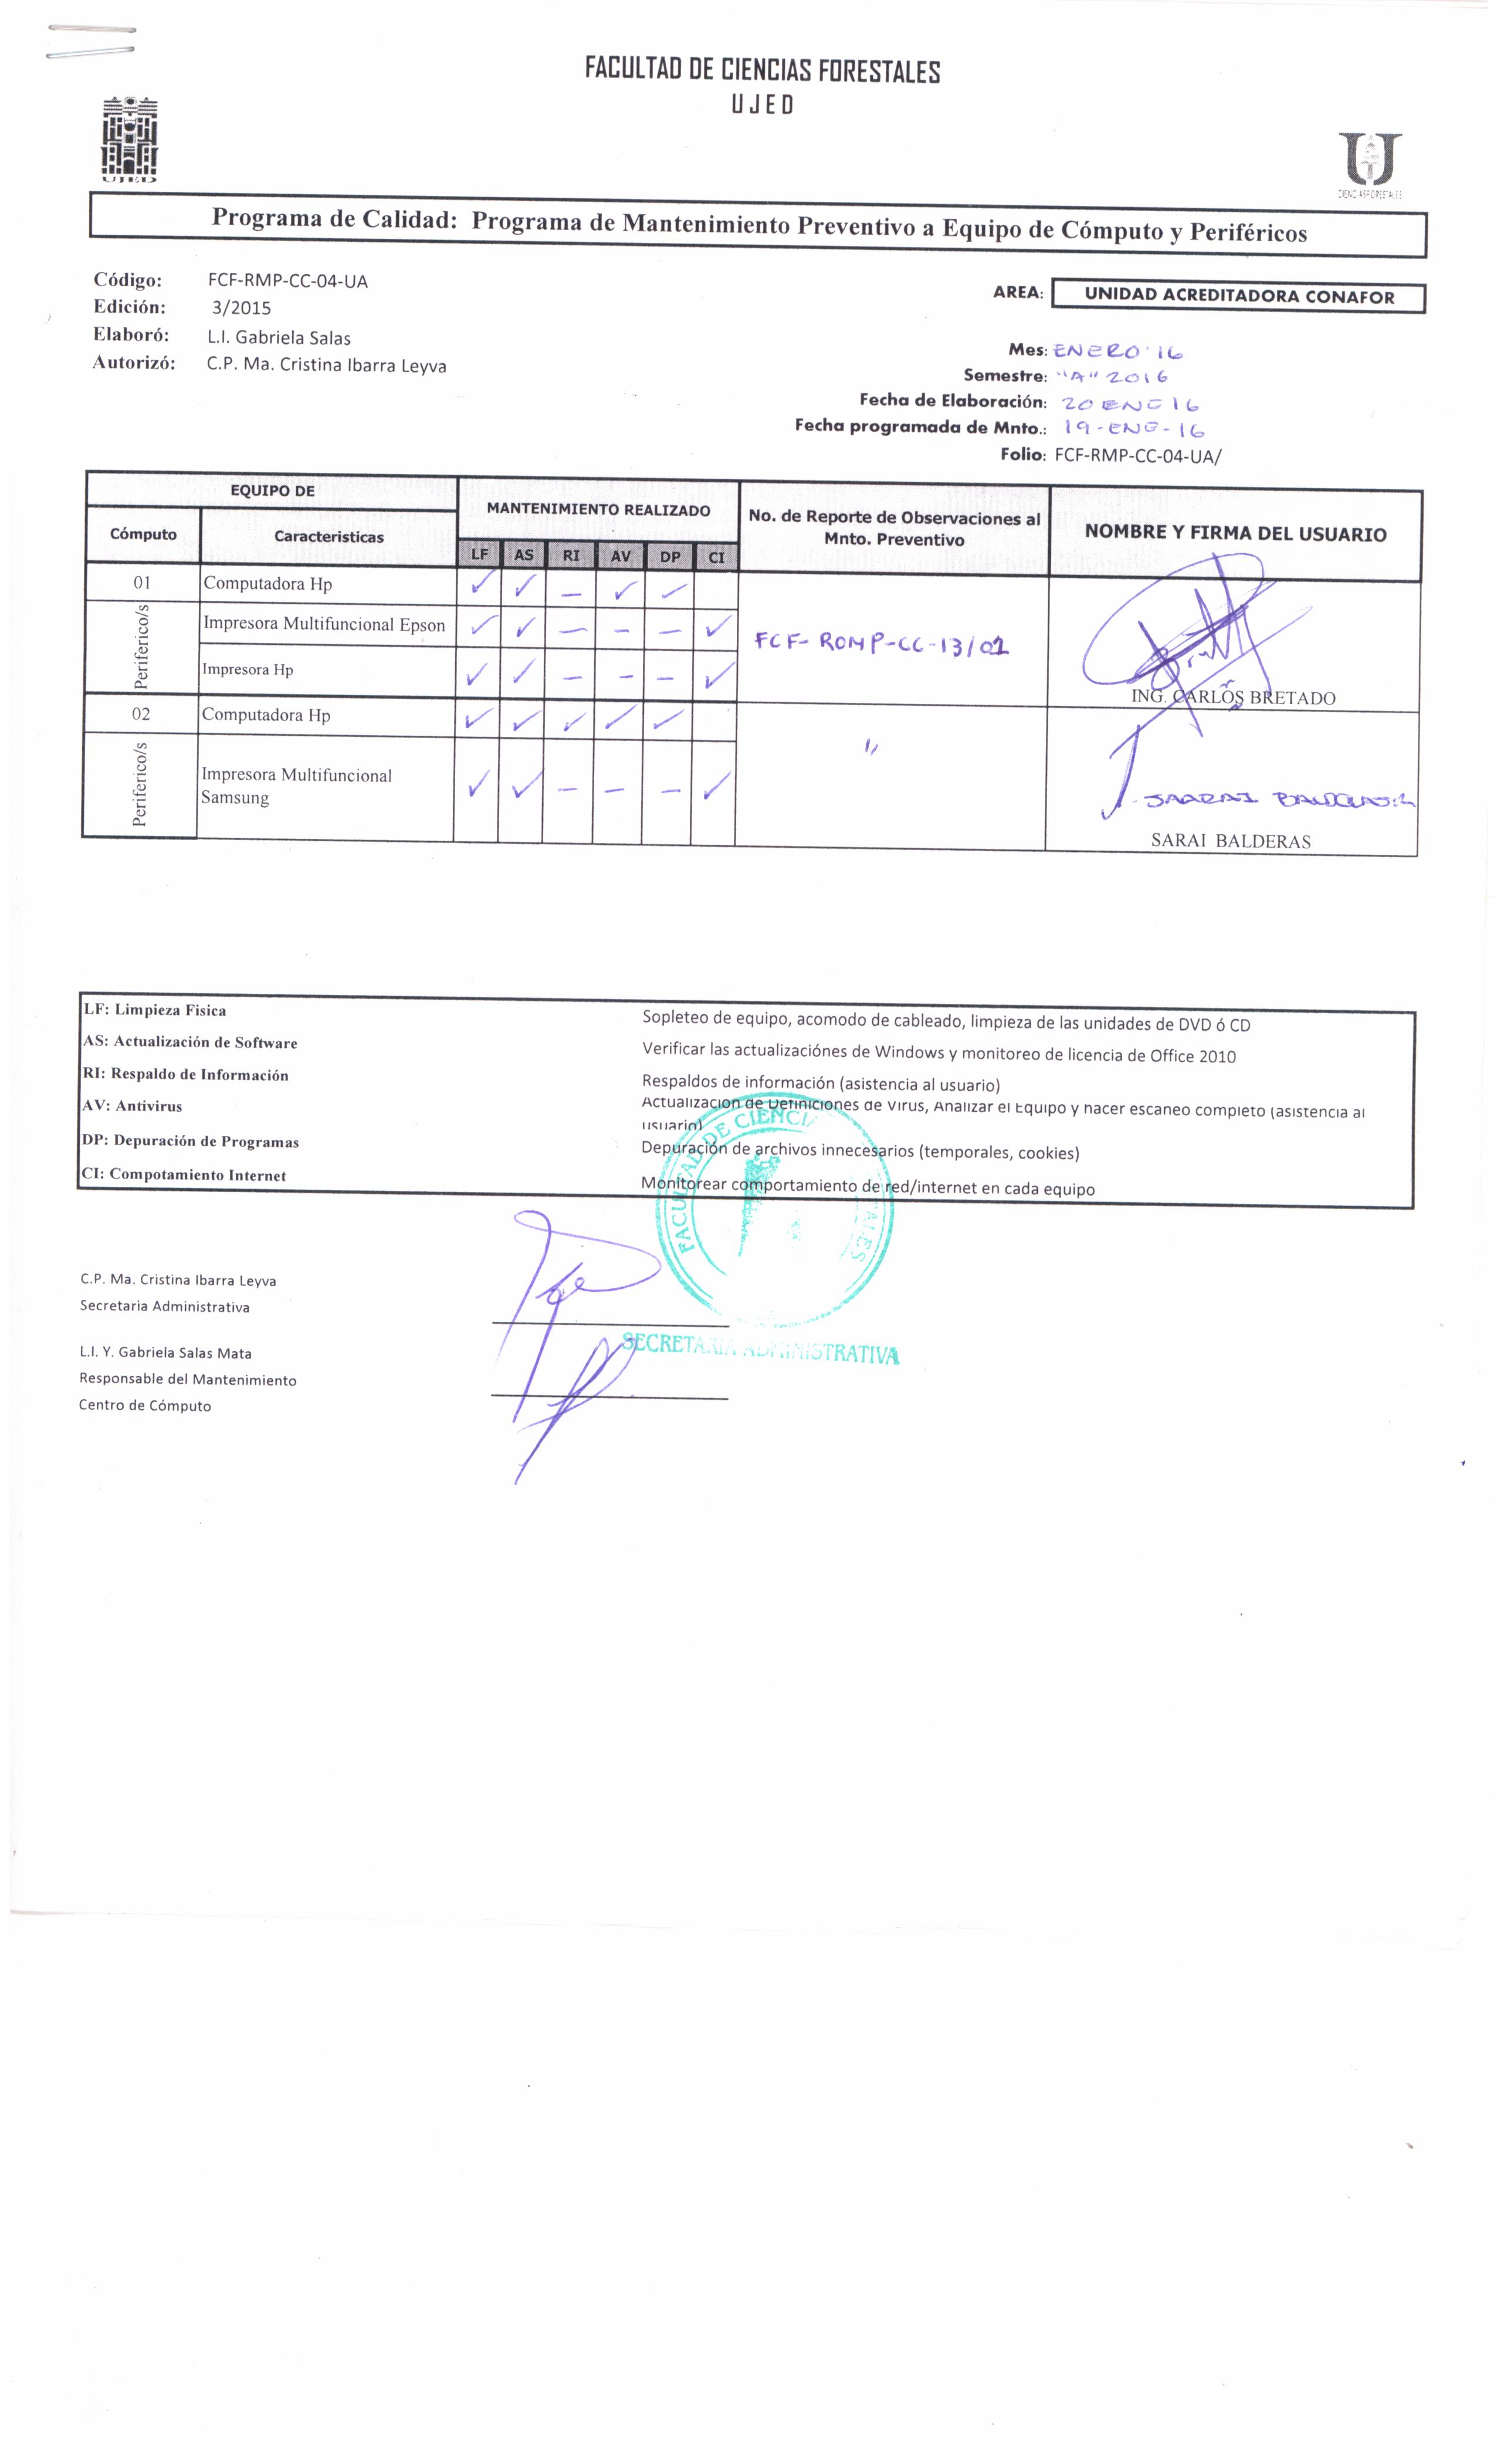 FACULTAD DE CIENCIAS FORESTALES
UJED
UJED
CIENCIAS FORESTALES
Programa de Calidad: Programa de Mantenimiento Preventivo a Equipo de Cómputo y Periféricos
Código: FCF-RMP-CC-04-UA
Edición: 3/2015
Elaboró: L.I. Gabriela Salas
Autorizó: C.P. Ma. Cristina Ibarra Leyva
AREA: UNIDAD ACREDITADORA CONAFOR
Mes: ENERO '16
Semestre: "A" 2016
Fecha de Elaboración: 20 ENE 16
Fecha programada de Mnto.: 19-ENE-16
Folio: FCF-RMP-CC-04-UA/
EQUIPO DE
MANTENIMIENTO REALIZADO
No. de Reporte de Observaciones al
Mnto. Preventivo
NOMBRE Y FIRMA DEL USUARIO
Cómputo Caracteristicas
LF AS RI AV DP CI
01 Computadora Hp ✓ ✓ — ✓ ✓
Periferico/s
Impresora Multifuncional Epson ✓ ✓ — — — ✓
FCF-ROMP-CC-13/01
Impresora Hp ✓ ✓ — — — ✓
ING. CARLOS BRETADO
02 Computadora Hp ✓ ✓ ✓ ✓ ✓
Periferico/s
Impresora Multifuncional
Samsung ✓ ✓ — — — ✓
"
SARAI BALDERAS
LF: Limpieza Fisica Sopleteo de equipo, acomodo de cableado, limpieza de las unidades de DVD ó CD
AS: Actualización de Software Verificar las actualizaciónes de Windows y monitoreo de licencia de Office 2010
RI: Respaldo de Información Respaldos de información (asistencia al usuario)
AV: Antivirus Actualización de Definiciones de Virus, Analizar el Equipo y hacer escaneo completo (asistencia al
usuario)
DP: Depuración de Programas Depuración de archivos innecesarios (temporales, cookies)
CI: Compotamiento Internet Monitorear comportamiento de red/internet en cada equipo
FACULTAD DE CIENCI
ALES
SECRETARIA ADMINISTRATIVA
C.P. Ma. Cristina Ibarra Leyva
Secretaria Administrativa
L.I. Y. Gabriela Salas Mata
Responsable del Mantenimiento
Centro de Cómputo